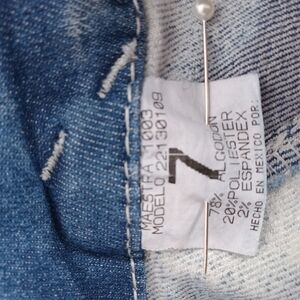 MAESTRA 1003
MODELO 22130109
7
78% ALGODON
20% POLIESTER
2% ESPANDEX
HECHO EN MEXICO POR: